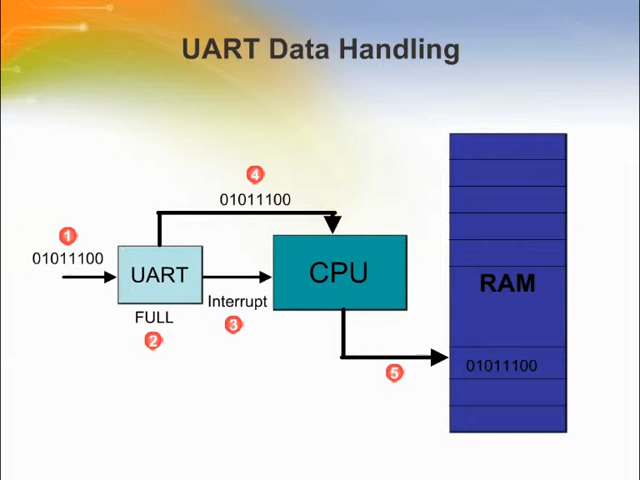 UART Data Handling
4
01011100
1
01011100
UART
CPU
RAM
Interrupt
FULL
3
2
01011100
5